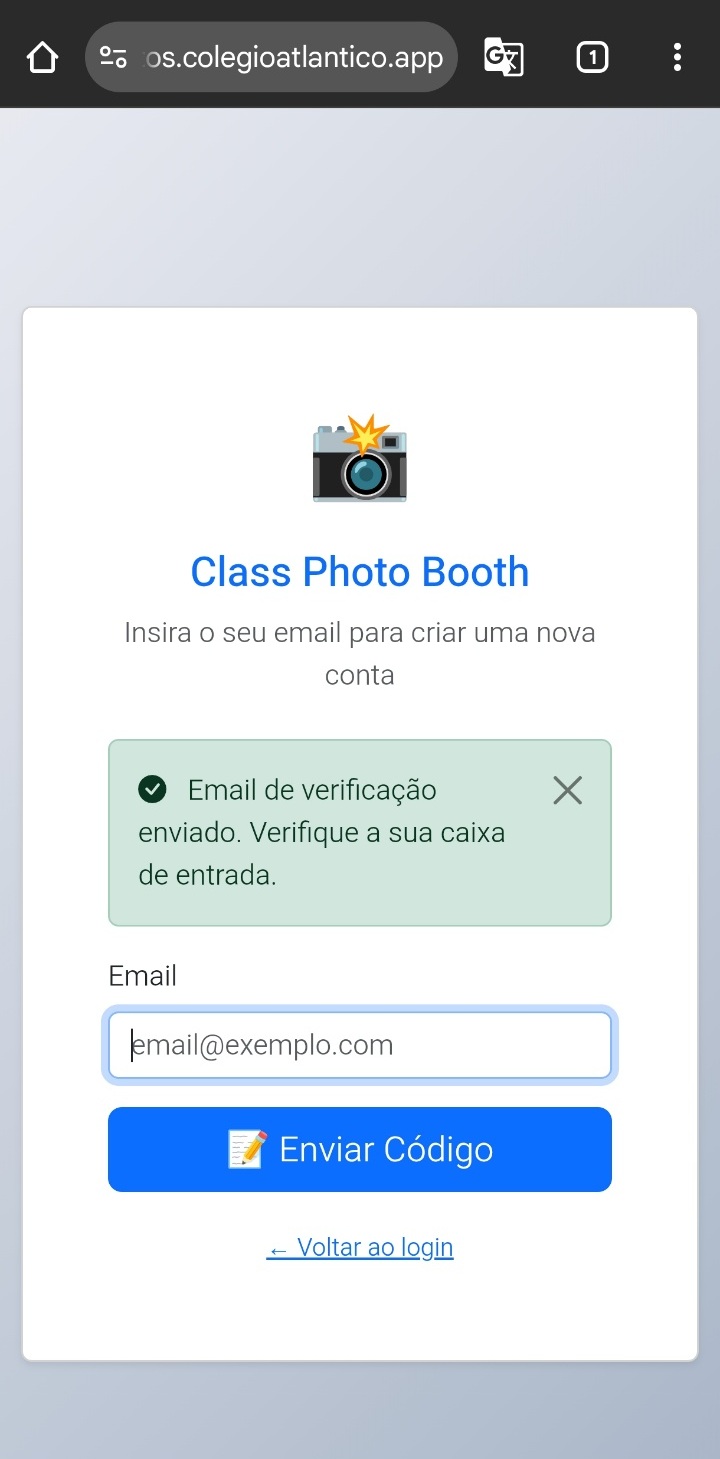 os.colegioatlantico.app
1
Class Photo Booth
Insira o seu email para criar uma nova
conta
Email de verificação
enviado. Verifique a sua caixa
de entrada.
Email
email@exemplo.com
Enviar Código
← Voltar ao login